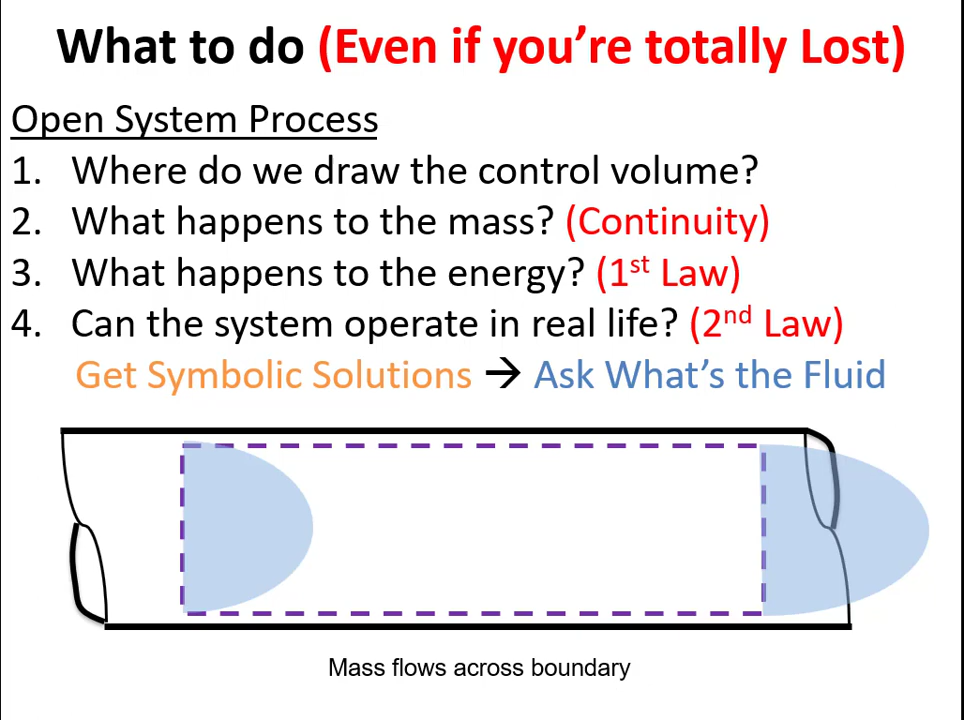 What to do (Even if you’re totally Lost)
Open System Process
1. Where do we draw the control volume?
2. What happens to the mass? (Continuity)
3. What happens to the energy? (1st Law)
4. Can the system operate in real life? (2nd Law)
Get Symbolic Solutions → Ask What’s the Fluid
Mass flows across boundary